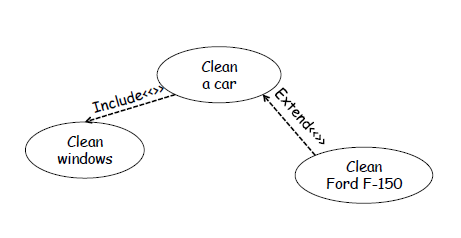 Clean
a car
Include<<>>
Extend<<>>
Clean
windows
Clean
Ford F-150